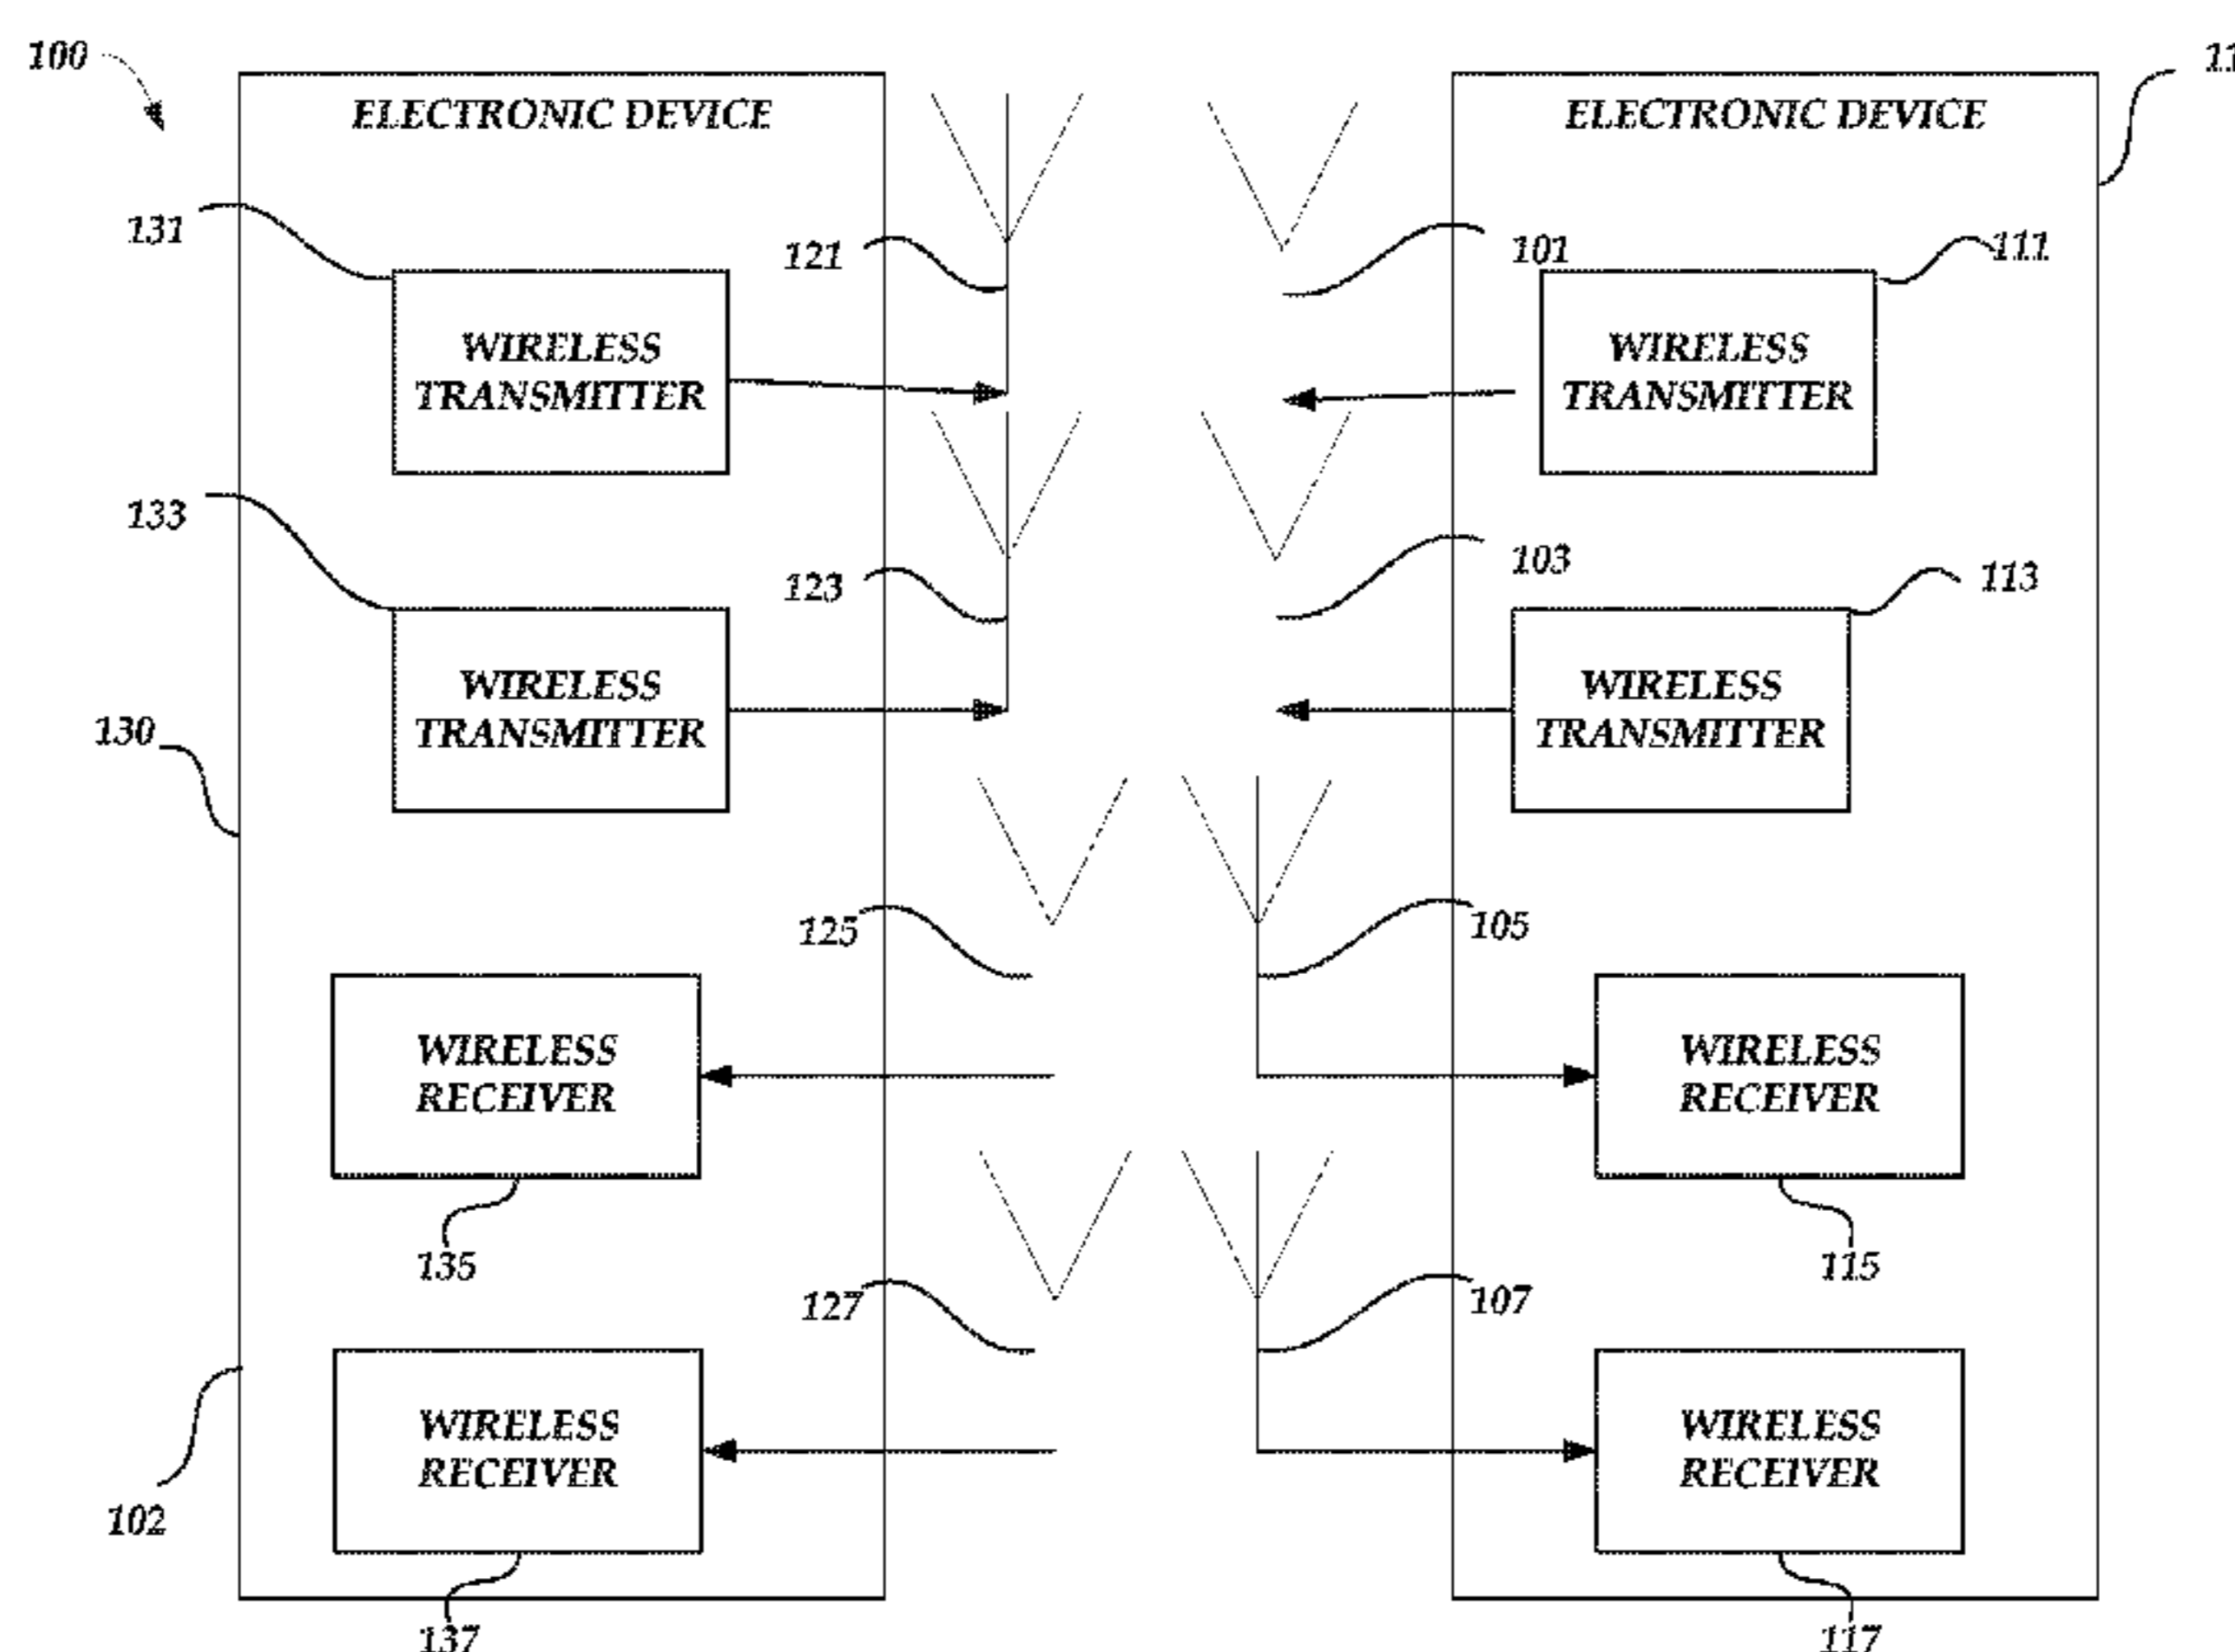 100
ELECTRONIC DEVICE
ELECTRONIC DEVICE
131
121
101
111
WIRELESS
TRANSMITTER
WIRELESS
TRANSMITTER
133
123
103
113
WIRELESS
TRANSMITTER
WIRELESS
TRANSMITTER
130
125
105
WIRELESS
RECEIVER
WIRELESS
RECEIVER
135
115
127
107
WIRELESS
RECEIVER
WIRELESS
RECEIVER
102
137
117